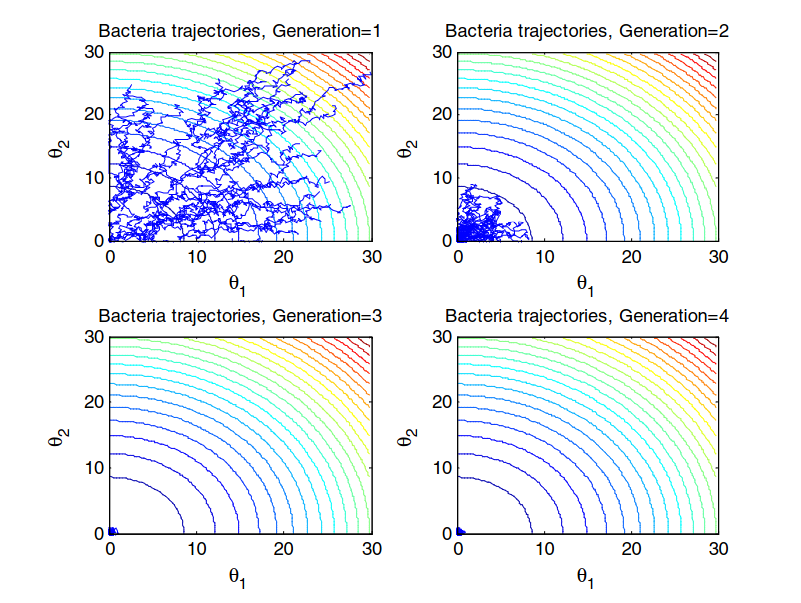 Bacteria trajectories, Generation=1
30
20
10
0
θ2
0 10 20 30
θ1
Bacteria trajectories, Generation=2
30
20
10
0
θ2
0 10 20 30
θ1
Bacteria trajectories, Generation=3
30
20
10
0
θ2
0 10 20 30
θ1
Bacteria trajectories, Generation=4
30
20
10
0
θ2
0 10 20 30
θ1